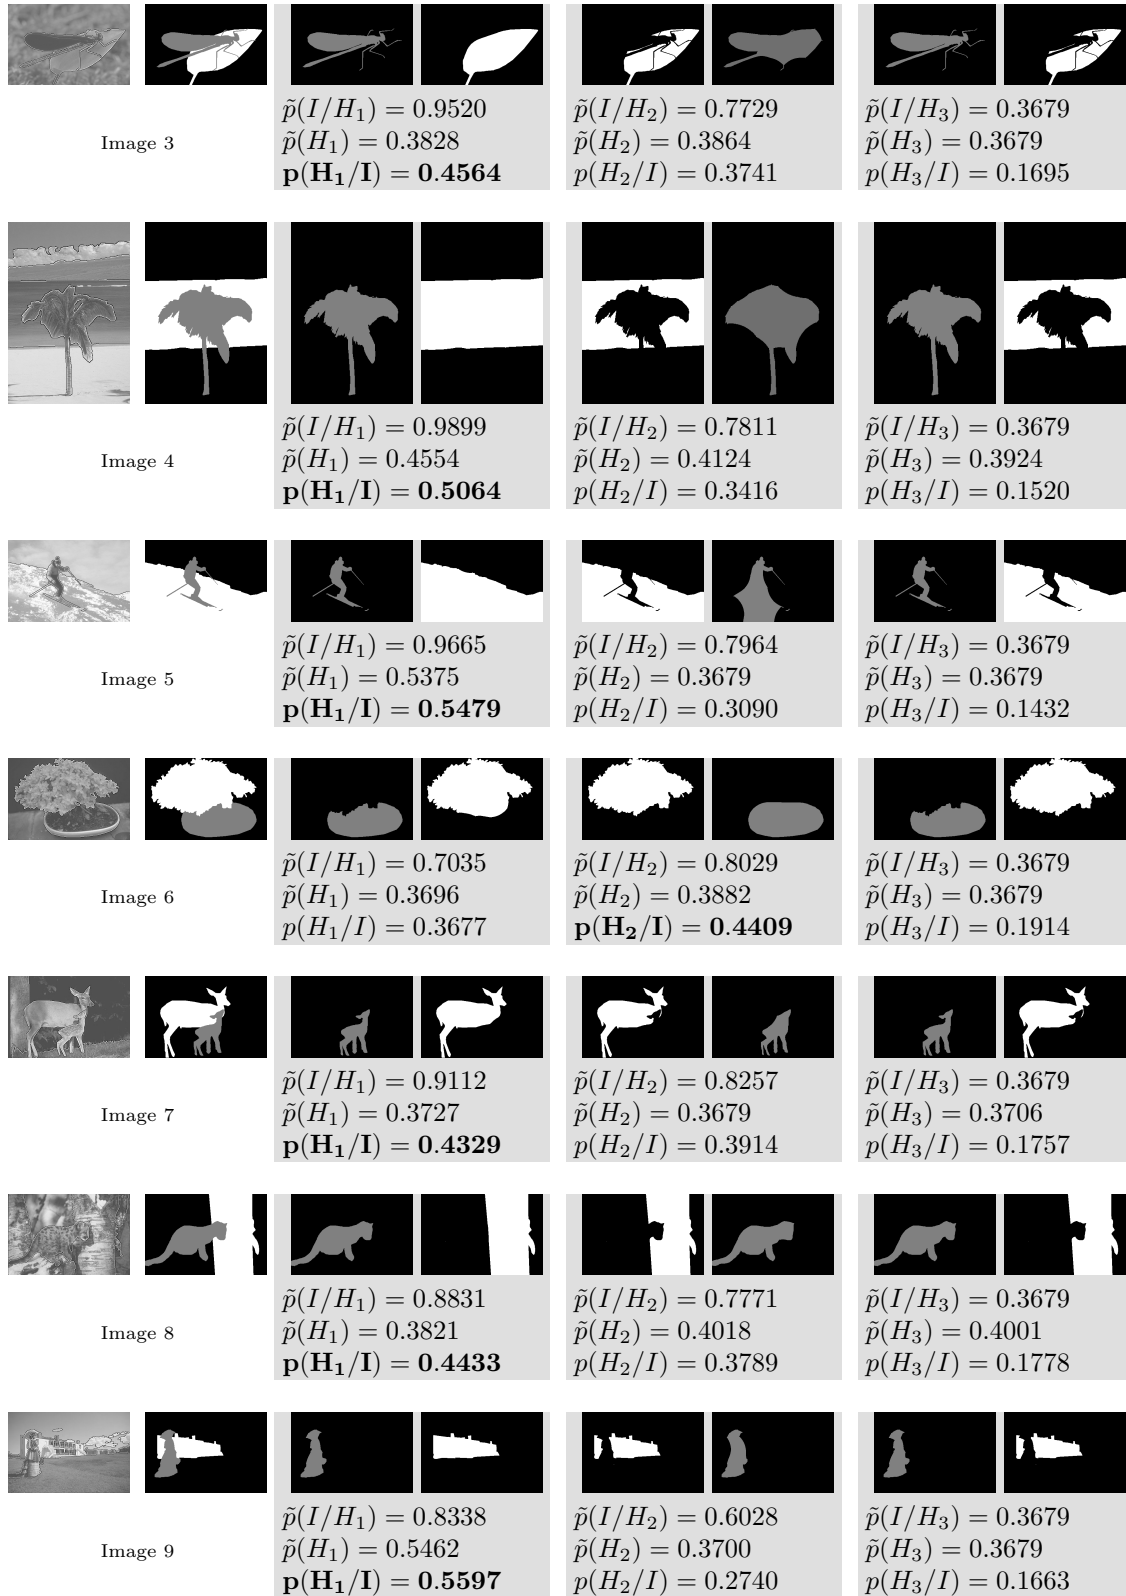 p̃(I/H₁) = 0.9520 p̃(I/H₂) = 0.7729 p̃(I/H₃) = 0.3679
Image 3 p̃(H₁) = 0.3828 p̃(H₂) = 0.3864 p̃(H₃) = 0.3679
p(H₁/I) = 0.4564 p(H₂/I) = 0.3741 p(H₃/I) = 0.1695
p̃(I/H₁) = 0.9899 p̃(I/H₂) = 0.7811 p̃(I/H₃) = 0.3679
Image 4 p̃(H₁) = 0.4554 p̃(H₂) = 0.4124 p̃(H₃) = 0.3924
p(H₁/I) = 0.5064 p(H₂/I) = 0.3416 p(H₃/I) = 0.1520
p̃(I/H₁) = 0.9665 p̃(I/H₂) = 0.7964 p̃(I/H₃) = 0.3679
Image 5 p̃(H₁) = 0.5375 p̃(H₂) = 0.3679 p̃(H₃) = 0.3679
p(H₁/I) = 0.5479 p(H₂/I) = 0.3090 p(H₃/I) = 0.1432
p̃(I/H₁) = 0.7035 p̃(I/H₂) = 0.8029 p̃(I/H₃) = 0.3679
Image 6 p̃(H₁) = 0.3696 p̃(H₂) = 0.3882 p̃(H₃) = 0.3679
p(H₁/I) = 0.3677 p(H₂/I) = 0.4409 p(H₃/I) = 0.1914
p̃(I/H₁) = 0.9112 p̃(I/H₂) = 0.8257 p̃(I/H₃) = 0.3679
Image 7 p̃(H₁) = 0.3727 p̃(H₂) = 0.3679 p̃(H₃) = 0.3706
p(H₁/I) = 0.4329 p(H₂/I) = 0.3914 p(H₃/I) = 0.1757
p̃(I/H₁) = 0.8831 p̃(I/H₂) = 0.7771 p̃(I/H₃) = 0.3679
Image 8 p̃(H₁) = 0.3821 p̃(H₂) = 0.4018 p̃(H₃) = 0.4001
p(H₁/I) = 0.4433 p(H₂/I) = 0.3789 p(H₃/I) = 0.1778
p̃(I/H₁) = 0.8338 p̃(I/H₂) = 0.6028 p̃(I/H₃) = 0.3679
Image 9 p̃(H₁) = 0.5462 p̃(H₂) = 0.3700 p̃(H₃) = 0.3679
p(H₁/I) = 0.5597 p(H₂/I) = 0.2740 p(H₃/I) = 0.1663